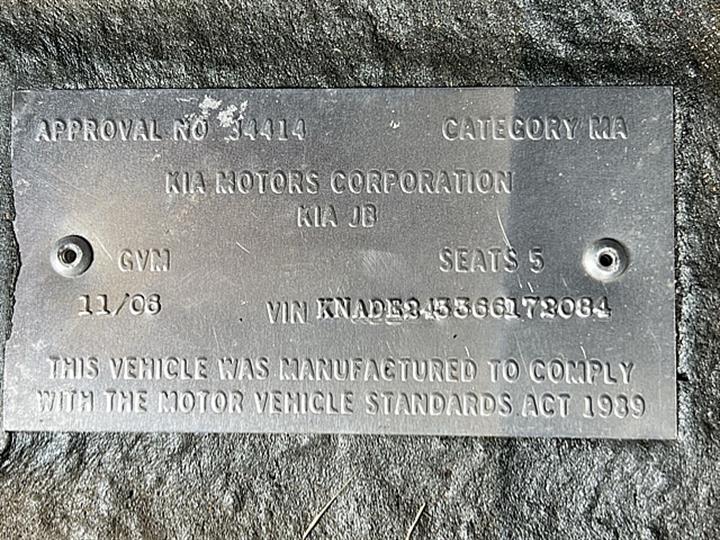 APPROVAL NO 34414 CATEGORY MA
KIA MOTORS CORPORATION
KIA JB
GVM SEATS 5
11/06 VIN KNADE243366172084
THIS VEHICLE WAS MANUFACTURED TO COMPLY
WITH THE MOTOR VEHICLE STANDARDS ACT 1989